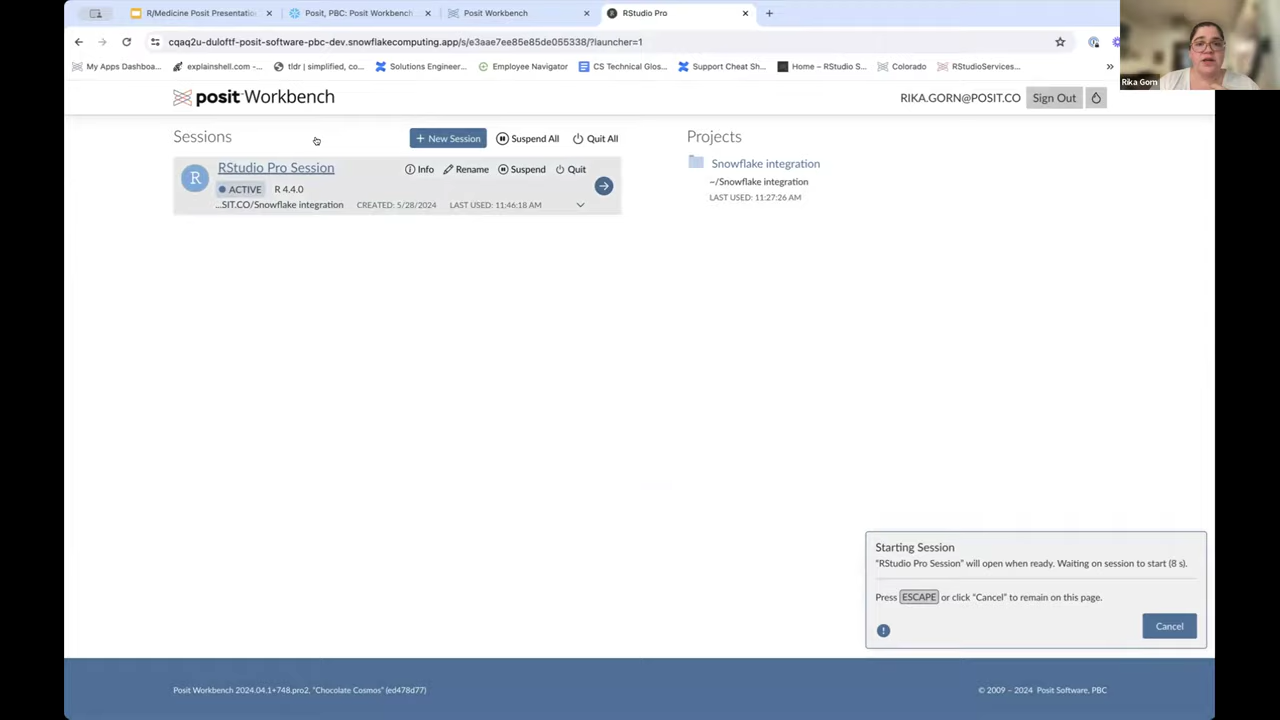 R/Medicine Posit Presentatio
Posit, PBC: Posit Workbench
Posit Workbench
RStudio Pro
cqaq2u-duloftf-posit-software-pbc-dev.snowflakecomputing.app/s/e3aae7ee85e85de055338/?launcher=1
My Apps Dashboa...
explainshell.com -...
tldr | simplified, co...
Solutions Engineer...
Employee Navigator
CS Technical Glos...
Support Cheat Sh...
Home – RStudio S...
Colorado
RStudioServices...
»
Rika Gorn
posit Workbench
RIKA.GORN@POSIT.CO
Sign Out
Sessions
+ New Session
Suspend All
Quit All
R
RStudio Pro Session
Info
Rename
Suspend
Quit
ACTIVE
R 4.4.0
...SIT.CO/Snowflake integration
CREATED: 5/28/2024
LAST USED: 11:46:18 AM
Projects
Snowflake integration
~/Snowflake integration
LAST USED: 11:27:26 AM
Starting Session
“RStudio Pro Session” will open when ready. Waiting on session to start (8 s).
Press ESCAPE or click “Cancel” to remain on this page.
Cancel
Posit Workbench 2024.04.1+748.pro2, “Chocolate Cosmos” (ed478d77)
© 2009 – 2024 Posit Software, PBC